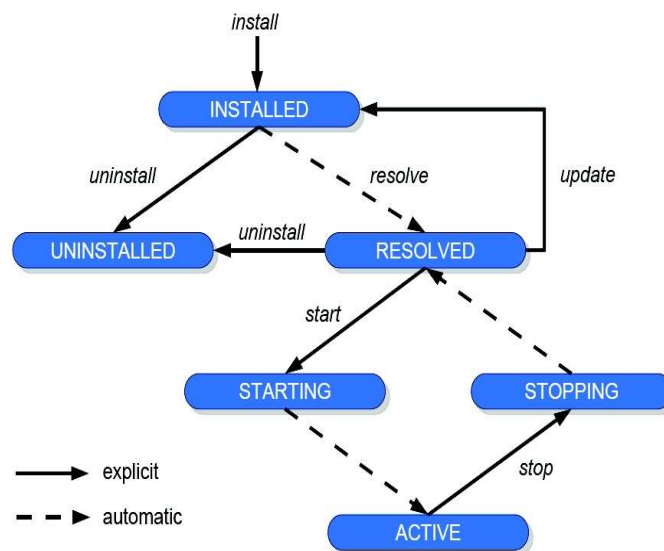 install
INSTALLED
uninstall
resolve
update
uninstall
UNINSTALLED
RESOLVED
start
STARTING
STOPPING
explicit
stop
automatic
ACTIVE